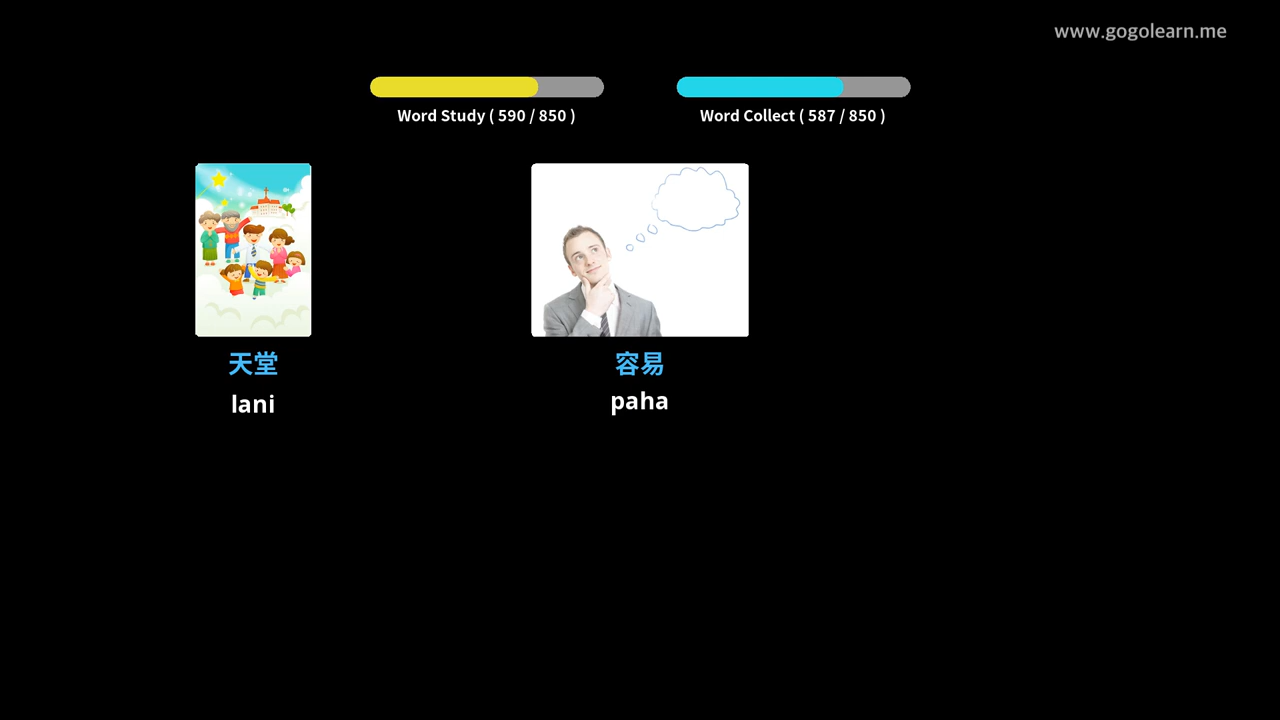 www.gogolearn.me
Word Study ( 590 / 850 )
Word Collect ( 587 / 850 )
天堂
lani
容易
paha